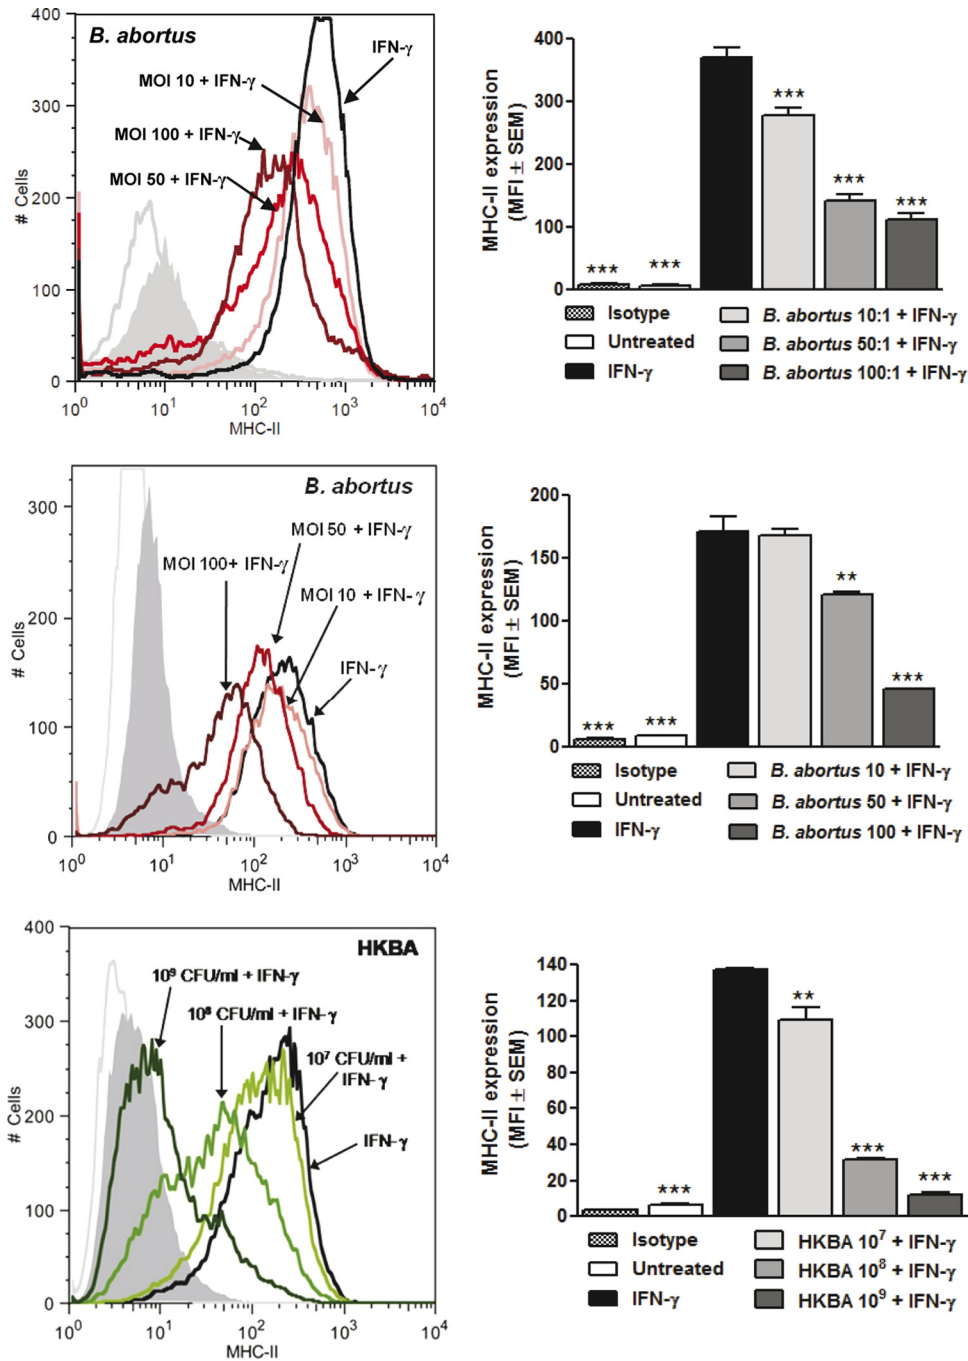 B. abortus
IFN-γ
MOI 10 + IFN-γ
MOI 100 + IFN-γ
MOI 50 + IFN-γ
# Cells
400
300
200
100
0
10⁰ 10¹ 10² 10³ 10⁴
MHC-II
MHC-II expression
(MFI ± SEM)
400
300
200
100
0
*** *** *** *** ***
Isotype
Untreated
IFN-γ
B. abortus 10:1 + IFN-γ
B. abortus 50:1 + IFN-γ
B. abortus 100:1 + IFN-γ
B. abortus
MOI 50 + IFN-γ
MOI 100+ IFN-γ
MOI 10 + IFN-γ
IFN-γ
# Cells
300
200
100
0
10⁰ 10¹ 10² 10³ 10⁴
MHC-II
MHC-II expression
(MFI ± SEM)
200
150
100
50
0
*** *** ** ***
Isotype
Untreated
IFN-γ
B. abortus 10 + IFN-γ
B. abortus 50 + IFN-γ
B. abortus 100 + IFN-γ
HKBA
10⁹ CFU/ml + IFN-γ
10⁸ CFU/ml + IFN-γ
10⁷ CFU/ml +
IFN-γ
IFN-γ
# Cells
400
300
200
100
0
10⁰ 10¹ 10² 10³ 10⁴
MHC-II
MHC-II expression
(MFI ± SEM)
140
120
100
80
60
40
20
0
*** ** *** ***
Isotype
Untreated
IFN-γ
HKBA 10⁷ + IFN-γ
HKBA 10⁸ + IFN-γ
HKBA 10⁹ + IFN-γ